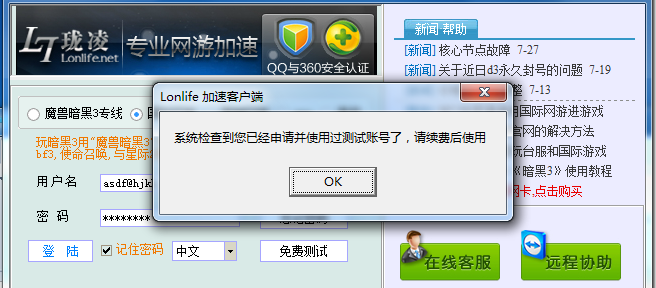 LT 珑凌
Lonlife.net
专业网游加速
QQ与360安全认证
新闻 帮助
[新闻] 核心节点故障 7-27
[新闻] 关于近日d3永久封号的问题 7-19
7-13
用国际网游进游戏
官网的解决方法
玩台服和国际游戏
《暗黑3》使用教程
网卡,点击购买
魔兽暗黑3专线
玩暗黑3用"魔兽暗黑3
bf3, 使命召唤, 与星际
用户名
asdf@hjk
密 码
********
登 陆
记住密码
中文
免费测试
在线客服
远程协助
Lonlife 加速客户端
系统检查到您已经申请并使用过测试账号了，请续费后使用
OK